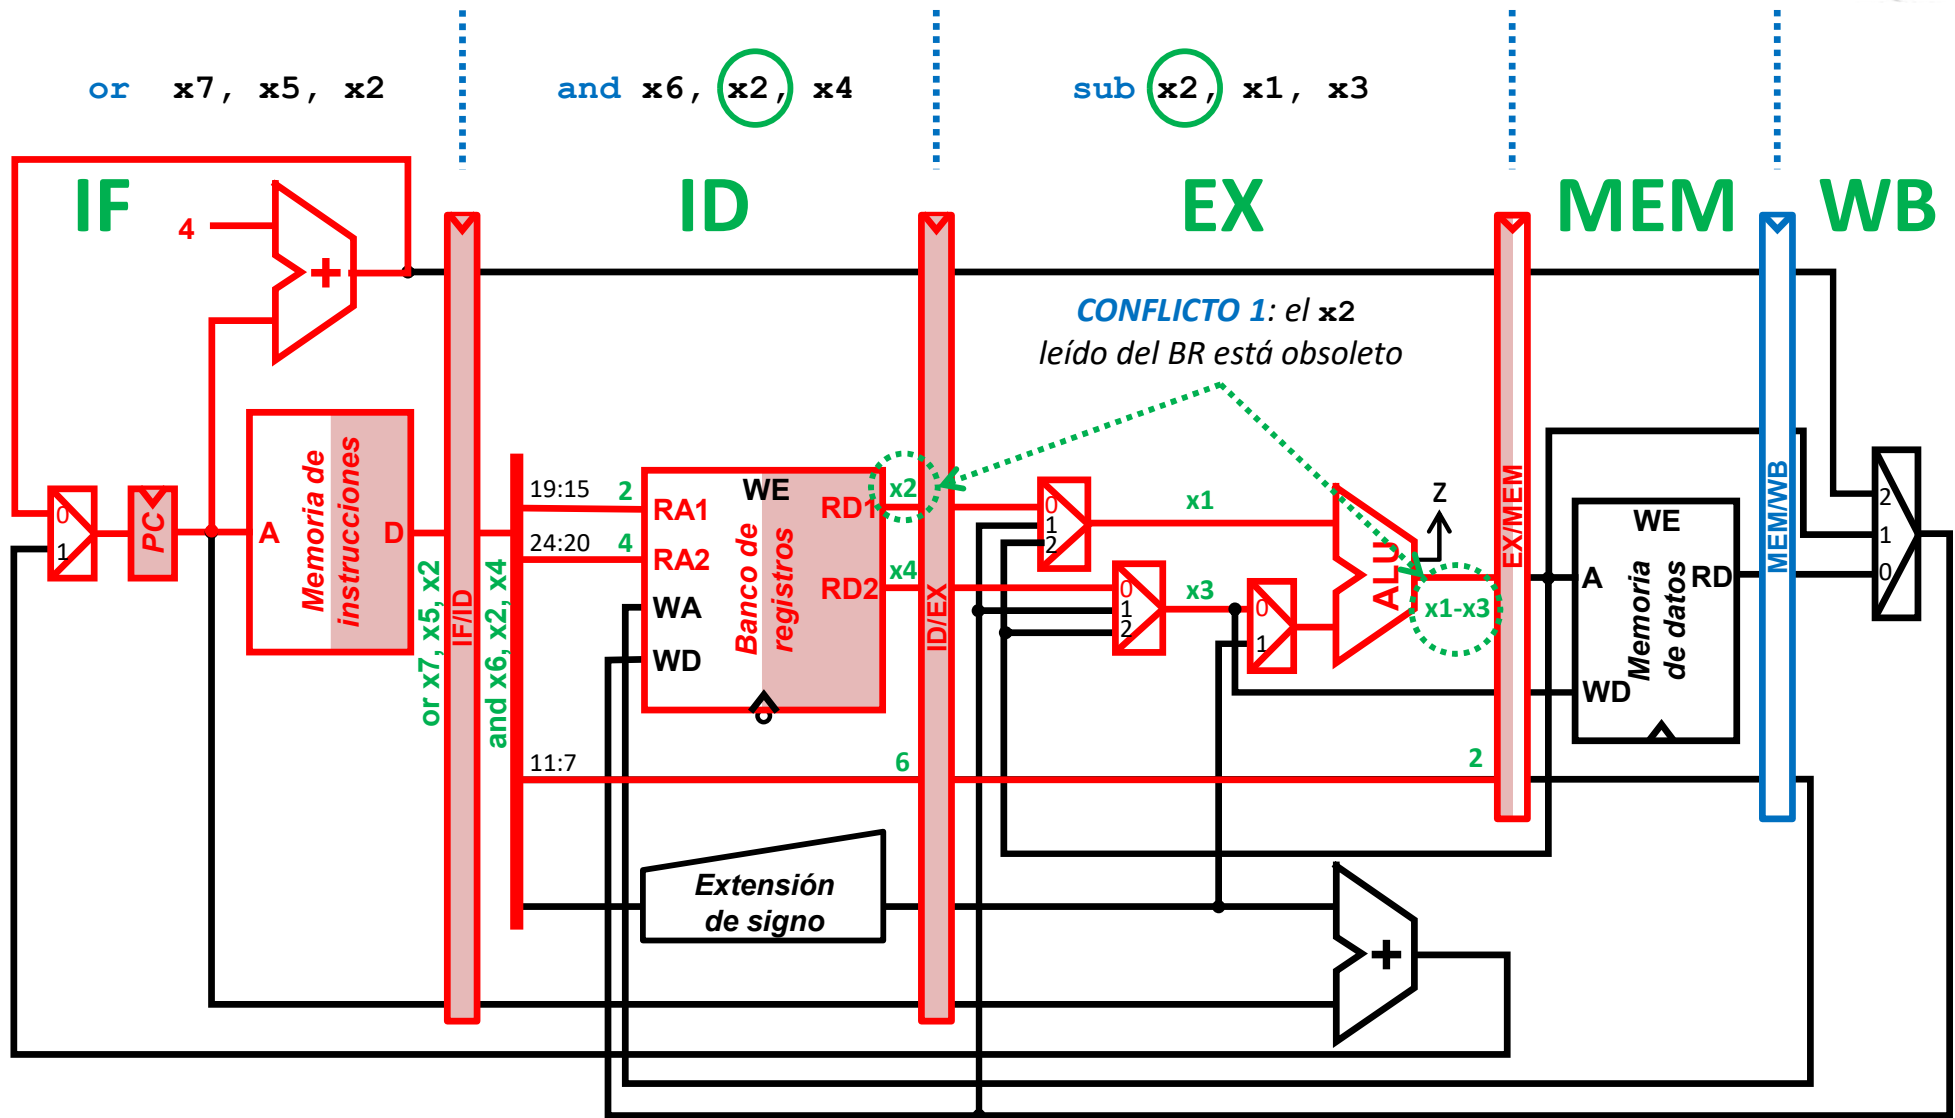 or x7, x5, x2
and x6, x2, x4
sub x2, x1, x3
IF
ID
EX
MEM
WB
4
+
CONFLICTO 1: el x2
leído del BR está obsoleto
0
1
PC
A
D
Memoria de
instrucciones
or x7, x5, x2
IF/ID
and x6, x2, x4
19:15
2
24:20
4
11:7
6
2
WE
RA1
RA2
WA
WD
RD1
RD2
Banco de
registros
x2
x4
ID/EX
0
1
2
0
1
2
x1
x3
0
1
ALU
Z
x1-x3
EX/MEM
WE
A
RD
WD
Memoria
de datos
MEM/WB
2
1
0
Extensión
de signo
+